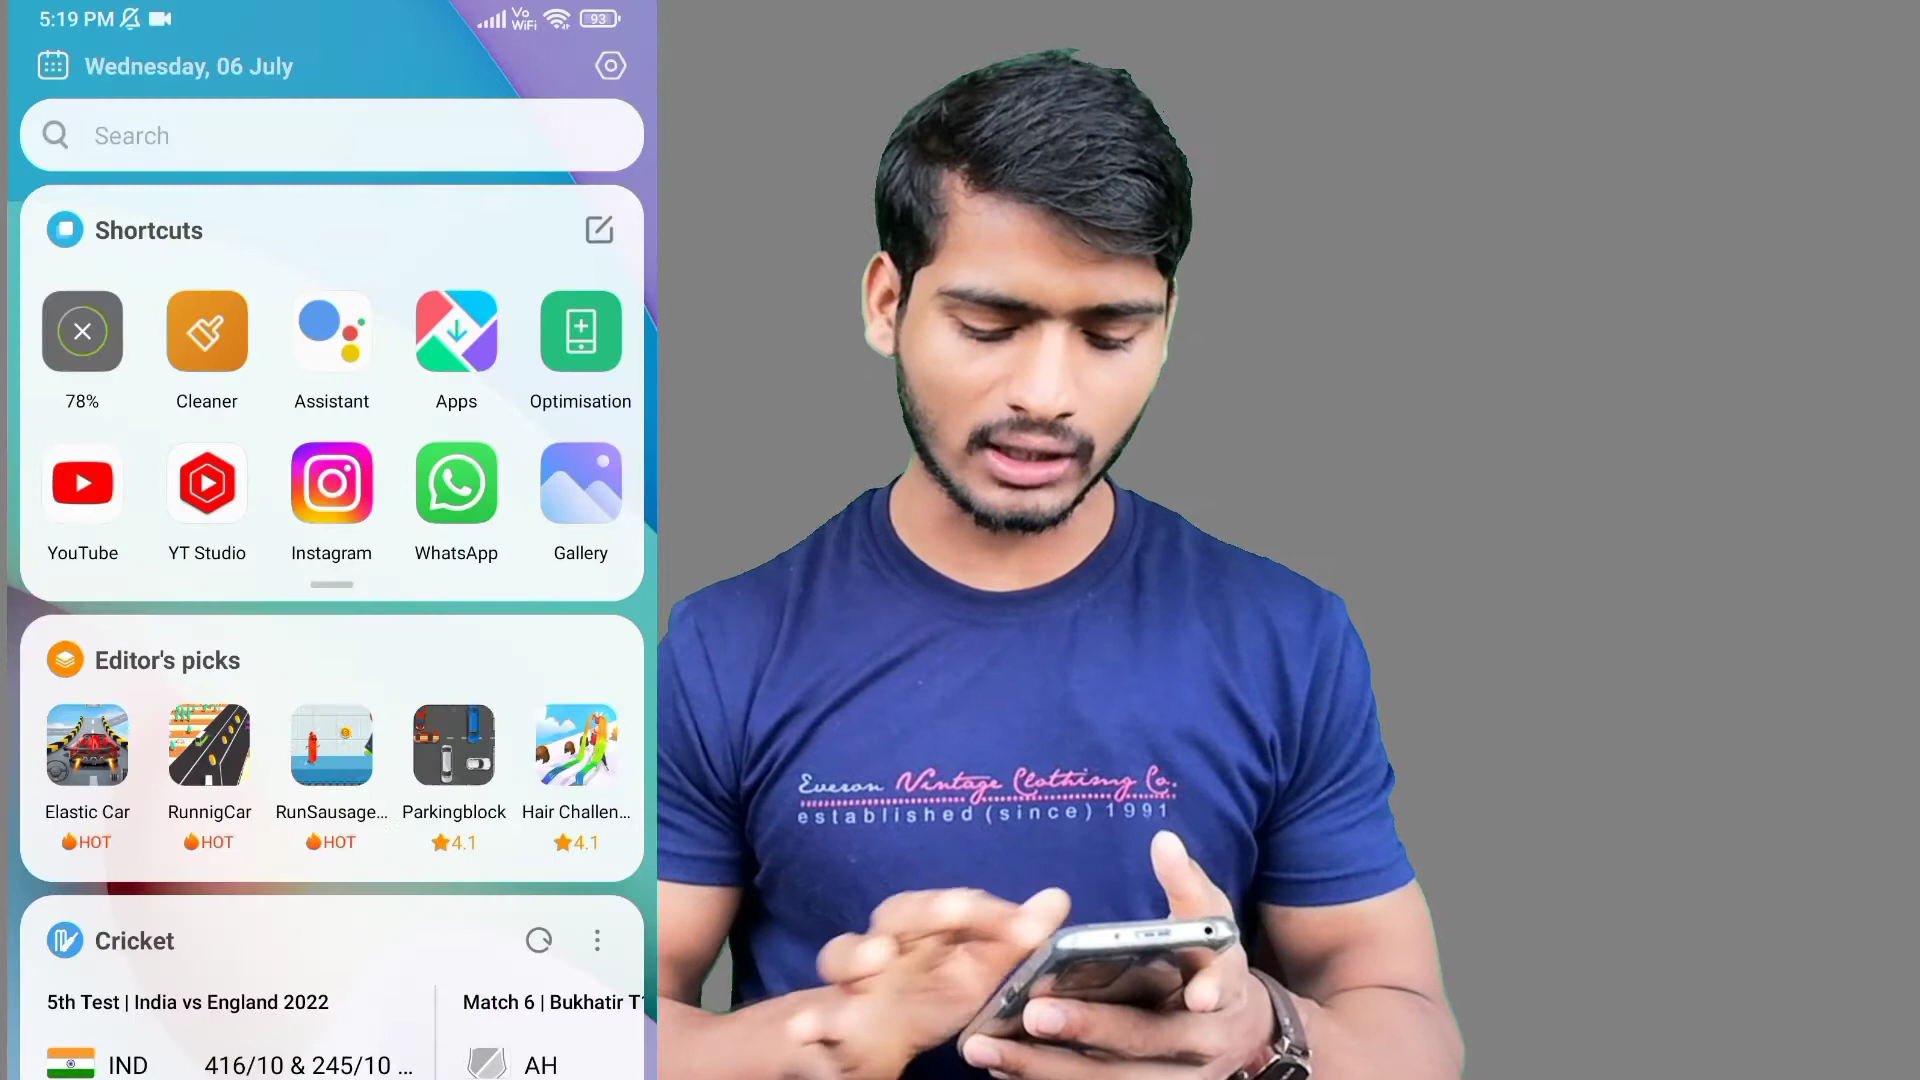 5:19 PM
Vo
WiFi
93
Wednesday, 06 July
Search
Shortcuts
78%
Cleaner
Assistant
Apps
Optimisation
YouTube
YT Studio
Instagram
WhatsApp
Gallery
Editor's picks
Elastic Car
RunnigCar
RunSausage...
Parkingblock
Hair Challen...
HOT
HOT
HOT
4.1
4.1
Cricket
5th Test | India vs England 2022
Match 6 | Bukhatir T1
IND
416/10 & 245/10 ...
AH
Everon Vintage Clothimg Co.
established (since) 1991